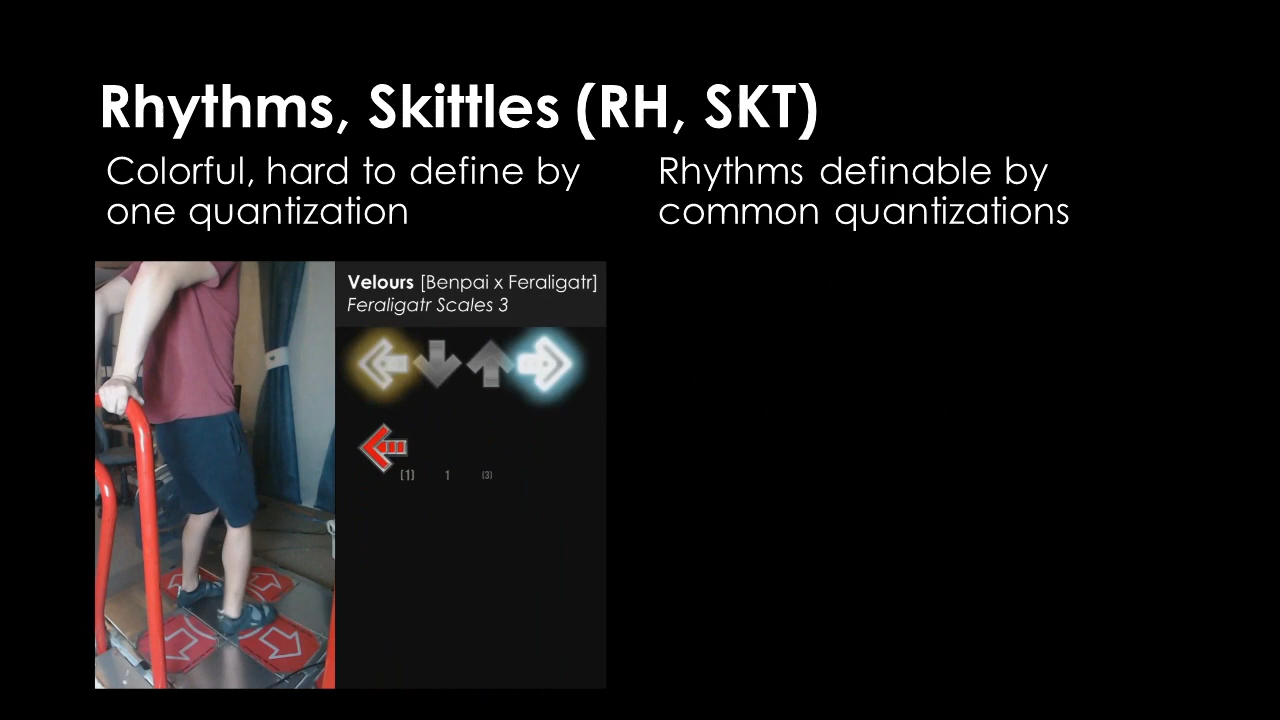 Rhythms, Skittles (RH, SKT)
Colorful, hard to define by
one quantization
Rhythms definable by
common quantizations
Velours [Benpai x Feraligatr]
Feraligatr Scales 3
[1] 1 (3)